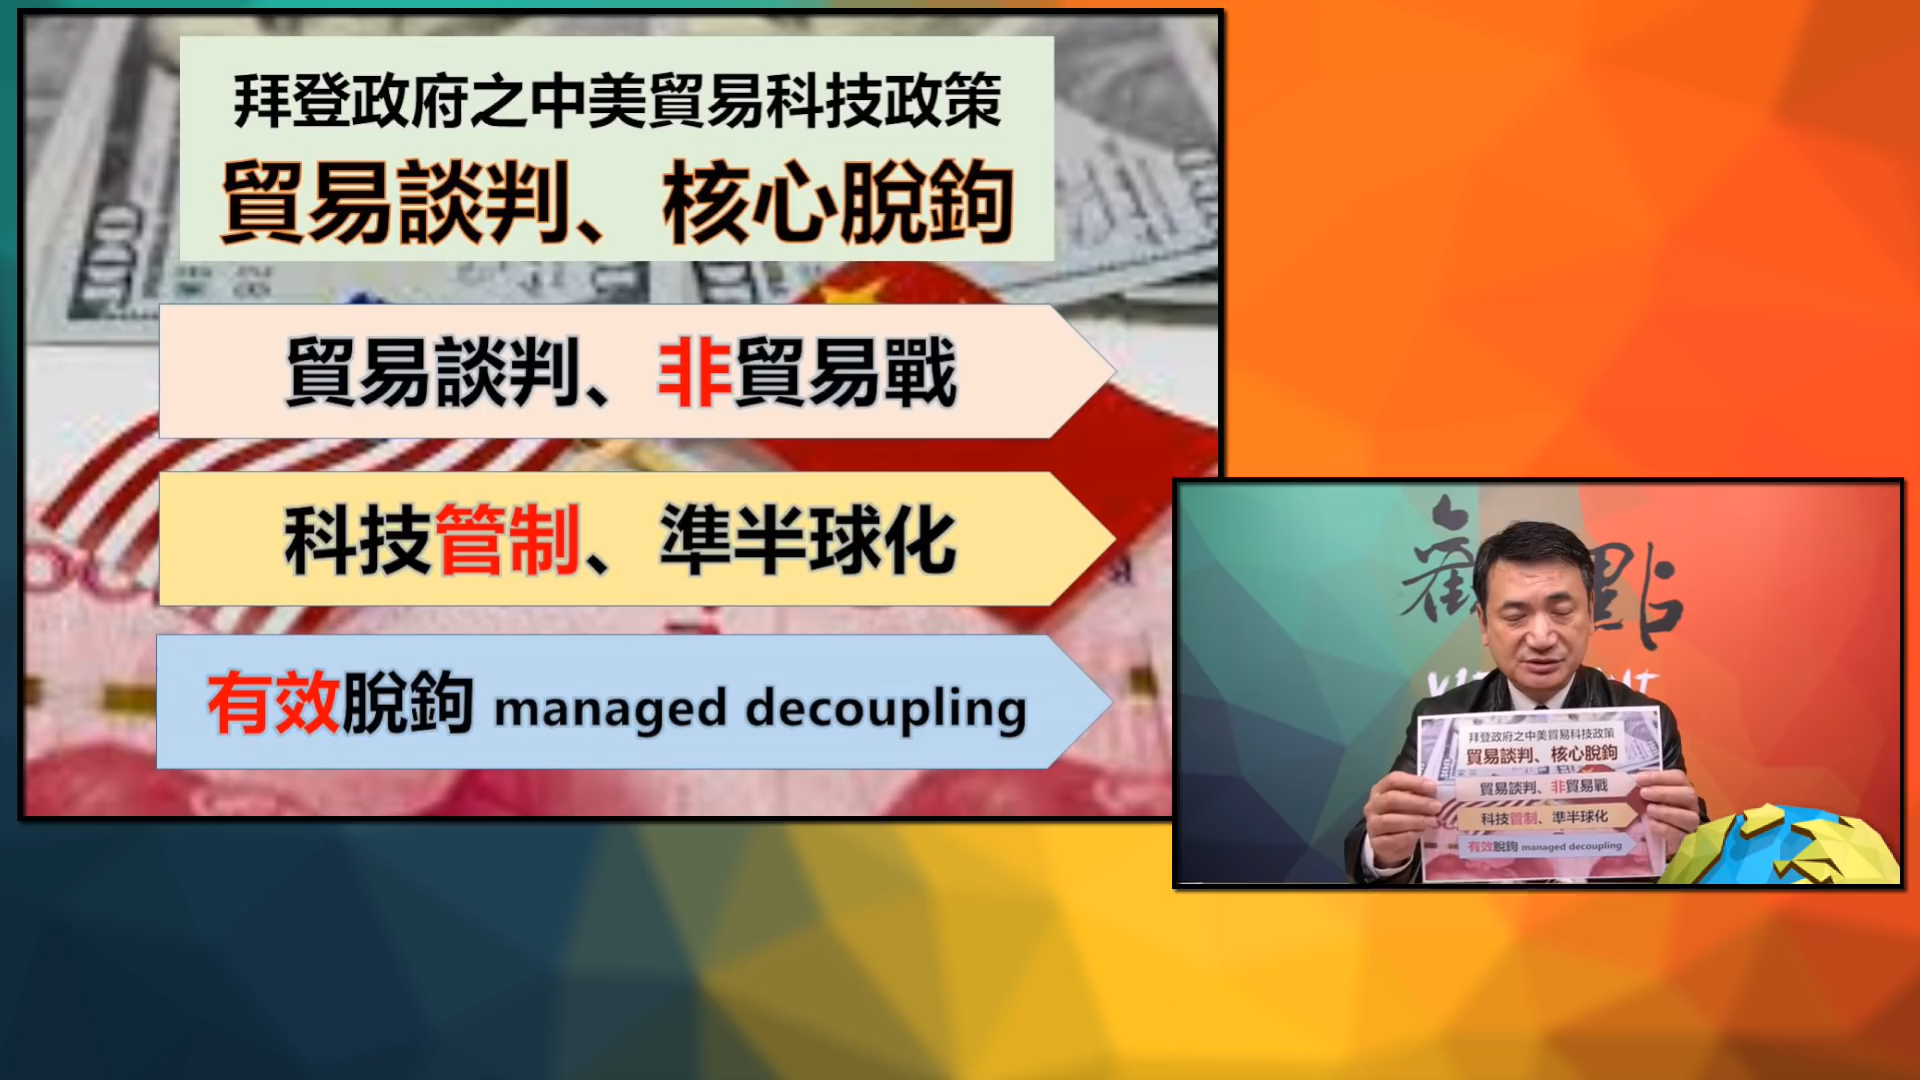 拜登政府之中美貿易科技政策
貿易談判、核心脫鉤
貿易談判、非貿易戰
科技管制、準半球化
有效脫鉤 managed decoupling
觀點
拜登政府之中美貿易科技政策
貿易談判、核心脫鉤
貿易談判、非貿易戰
科技管制、準半球化
有效脫鉤 managed decoupling